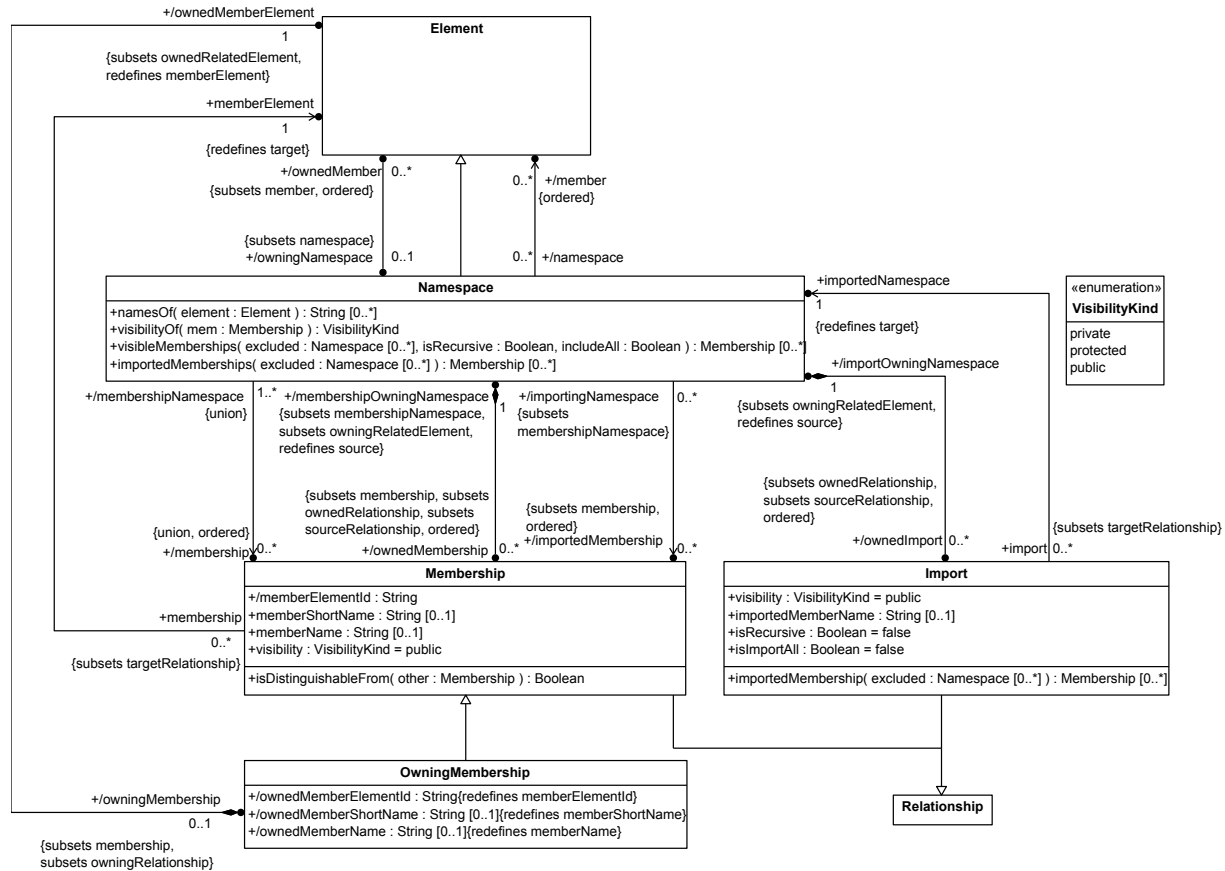 +/ownedMemberElement
1
{subsets ownedRelatedElement,
redefines memberElement}
Element
+memberElement
1
{redefines target}
+/ownedMember
0..*
{subsets member, ordered}
0..*
+/member
{ordered}
{subsets namespace}
+/owningNamespace
0..1
0..*
+/namespace
Namespace
+namesOf( element : Element ) : String [0..*]
+visibilityOf( mem : Membership ) : VisibilityKind
+visibleMemberships( excluded : Namespace [0..*], isRecursive : Boolean, includeAll : Boolean ) : Membership [0..*]
+importedMemberships( excluded : Namespace [0..*] ) : Membership [0..*]
+importedNamespace
1
{redefines target}
«enumeration»
VisibilityKind
private
protected
public
+/membershipNamespace
{union}
1..*
+/membershipOwningNamespace
{subsets membershipNamespace,
subsets owningRelatedElement,
redefines source}
1
+/importingNamespace
{subsets
membershipNamespace}
0..*
+/importOwningNamespace
1
{subsets owningRelatedElement,
redefines source}
{union, ordered}
+/membership
0..*
{subsets membership, subsets
ownedRelationship, subsets
sourceRelationship, ordered}
+/ownedMembership
0..*
{subsets membership,
ordered}
+/importedMembership
0..*
{subsets ownedRelationship,
subsets sourceRelationship,
ordered}
+/ownedImport
0..*
{subsets targetRelationship}
+import
0..*
Membership
+/memberElementId : String
+memberShortName : String [0..1]
+memberName : String [0..1]
+visibility : VisibilityKind = public
+isDistinguishableFrom( other : Membership ) : Boolean
+membership
0..*
{subsets targetRelationship}
Import
+visibility : VisibilityKind = public
+importedMemberName : String [0..1]
+isRecursive : Boolean = false
+isImportAll : Boolean = false
+importedMembership( excluded : Namespace [0..*] ) : Membership [0..*]
OwningMembership
+/ownedMemberElementId : String{redefines memberElementId}
+/ownedMemberShortName : String [0..1]{redefines memberShortName}
+/ownedMemberName : String [0..1]{redefines memberName}
+/owningMembership
0..1
{subsets membership,
subsets owningRelationship}
Relationship